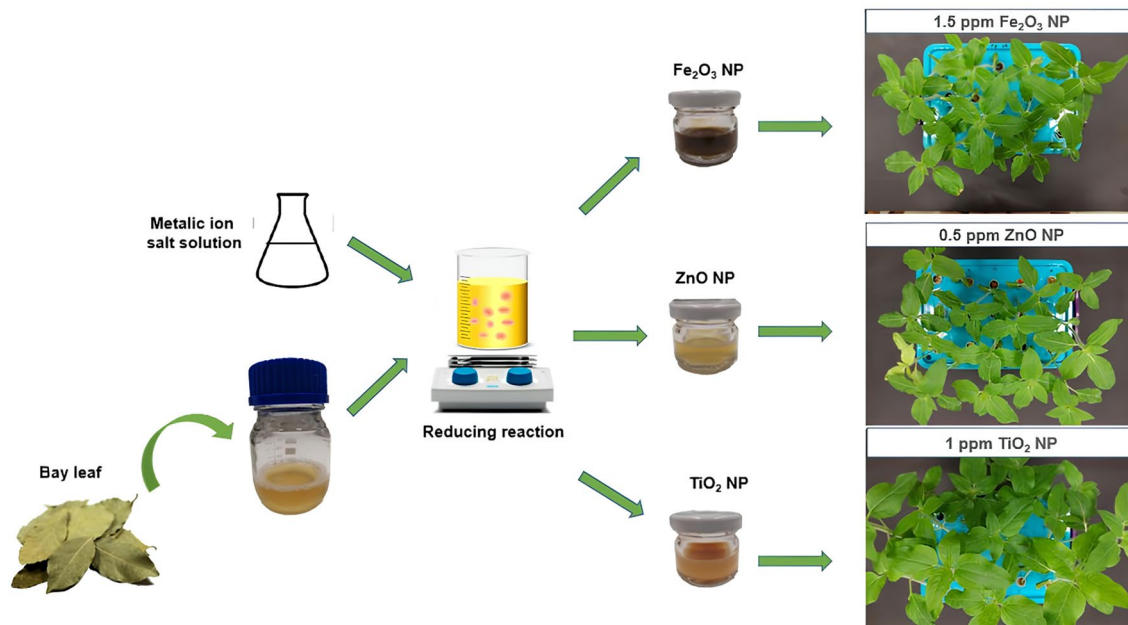 Bay leaf
Metalic ion
salt solution
Reducing reaction
Fe₂O₃ NP
ZnO NP
TiO₂ NP
1.5 ppm Fe₂O₃ NP
0.5 ppm ZnO NP
1 ppm TiO₂ NP